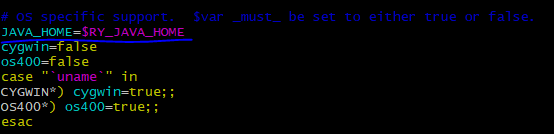 # OS specific support.  $var _must_ be set to either true or false.
JAVA_HOME=$RY_JAVA_HOME
cygwin=false
os400=false
case "`uname`" in
CYGWIN*) cygwin=true;;
OS400*) os400=true;;
esac